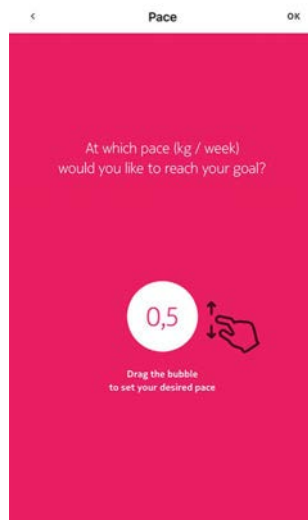 < Pace OK
At which pace (kg / week)
would you like to reach your goal?
0,5
Drag the bubble
to set your desired pace